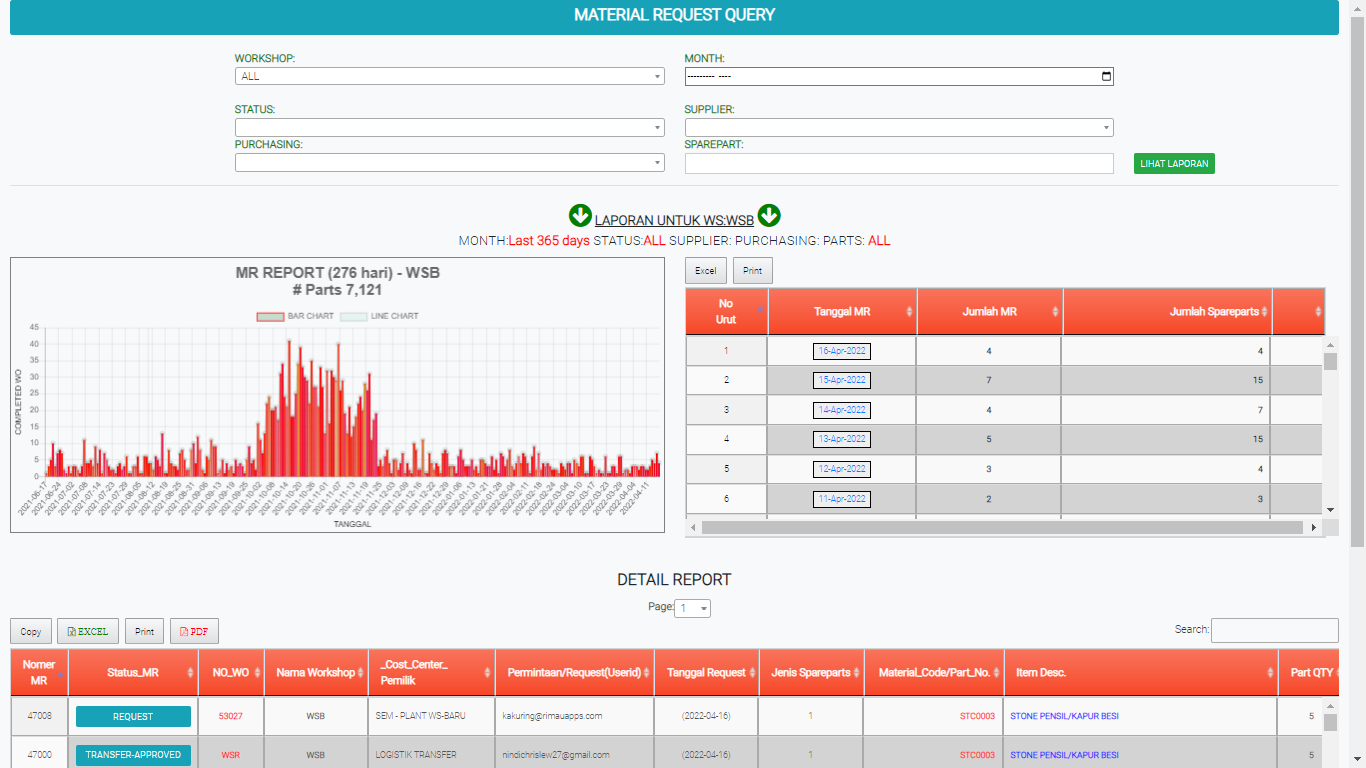 MATERIAL REQUEST QUERY
WORKSHOP:
ALL
MONTH:
--------- ----
STATUS:
SUPPLIER:
PURCHASING:
SPAREPART:
LIHAT LAPORAN
LAPORAN UNTUK WS:WSB
MONTH:Last 365 days STATUS:ALL SUPPLIER: PURCHASING: PARTS: ALL
MR REPORT (276 hari) - WSB
# Parts 7,121
BAR CHART LINE CHART
COMPLETED WO
45
40
35
30
25
20
15
10
5
0
2021-06-17 2021-06-24 2021-07-02 2021-07-08 2021-07-14 2021-07-23 2021-07-29 2021-08-05 2021-08-12 2021-08-19 2021-08-25 2021-08-31 2021-09-06 2021-09-13 2021-09-19 2021-09-25 2021-10-02 2021-10-08 2021-10-14 2021-10-20 2021-10-26 2021-11-01 2021-11-07 2021-11-13 2021-11-19 2021-11-25 2021-12-03 2021-12-09 2021-12-16 2021-12-22 2021-12-29 2022-01-06 2022-01-13 2022-01-21 2022-01-28 2022-02-04 2022-02-11 2022-02-18 2022-02-24 2022-03-04 2022-03-10 2022-03-17 2022-03-23 2022-03-29 2022-04-04 2022-04-11
TANGGAL
Excel Print
No Urut Tanggal MR Jumlah MR Jumlah Spareparts
1 16-Apr-2022 4 4
2 15-Apr-2022 7 15
3 14-Apr-2022 4 7
4 13-Apr-2022 5 15
5 12-Apr-2022 3 4
6 11-Apr-2022 2 3
DETAIL REPORT
Page: 1
Copy EXCEL Print PDF
Search:
Nomer MR Status_MR NO_WO Nama Workshop _Cost_Center_ Pemilik Permintaan/Request(Userid) Tanggal Request Jenis Spareparts Material_Code/Part_No. Item Desc. Part QTY
47008 REQUEST 53027 WSB SEM - PLANT WS-BARU kakuring@rimauapps.com (2022-04-16) 1 STC0003 STONE PENSIL/KAPUR BESI 5
47000 TRANSFER-APPROVED WSR WSB LOGISTIK TRANSFER nindichrislew27@gmail.com (2022-04-16) 1 STC0003 STONE PENSIL/KAPUR BESI 5